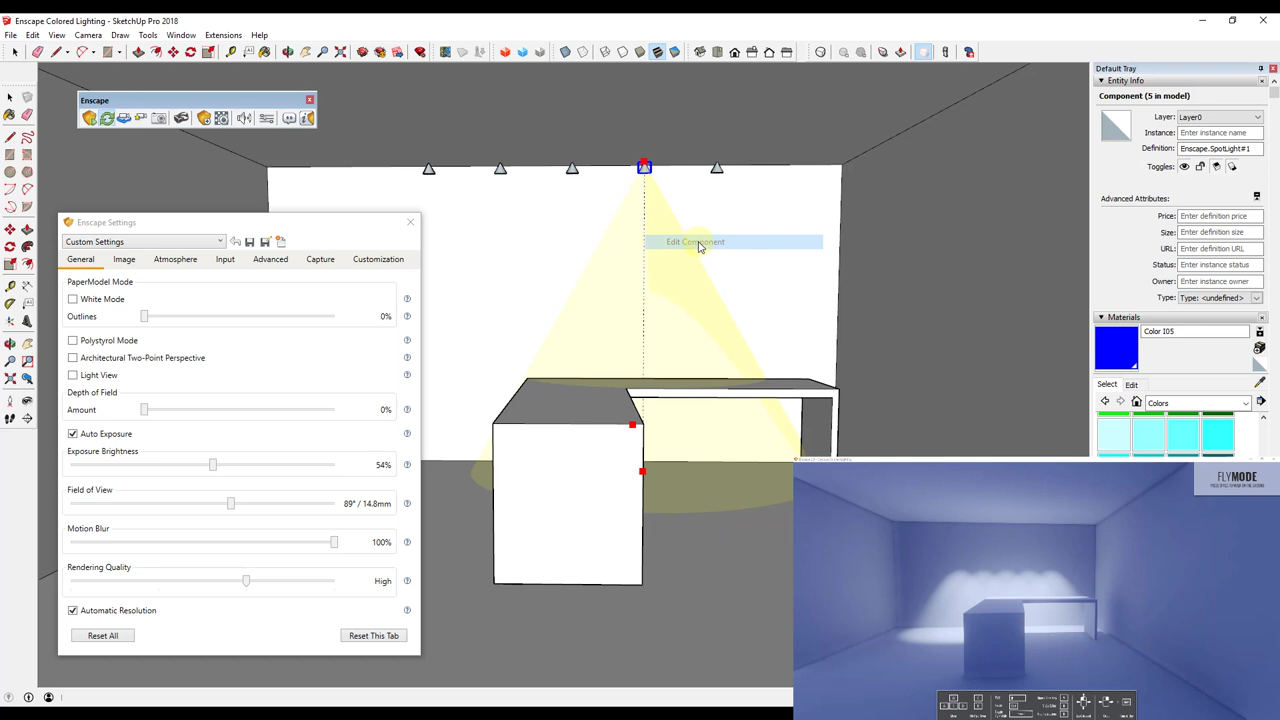 Enscape Colored Lighting - SketchUp Pro 2018
File Edit View Camera Draw Tools Window Extensions Help
Enscape
Enscape Settings
Custom Settings
General Image Atmosphere Input Advanced Capture Customization
PaperModel Mode
White Mode
Outlines 0%
Polystyrol Mode
Architectural Two-Point Perspective
Light View
Depth of Field
Amount 0%
Auto Exposure
Exposure Brightness
54%
Field of View
89° / 14.8mm
Motion Blur
100%
Rendering Quality
High
Automatic Resolution
Reset All Reset This Tab
Edit Component
Default Tray
Entity Info
Component (5 in model)
Layer: Layer0
Instance: Enter instance name
Definition: Enscape.SpotLight#1
Toggles:
Advanced Attributes:
Price: Enter definition price
Size: Enter definition size
URL: Enter definition URL
Status: Enter instance status
Owner: Enter instance owner
Type: Type: <undefined>
Materials
Color I05
Select Edit
Colors
FLYMODE